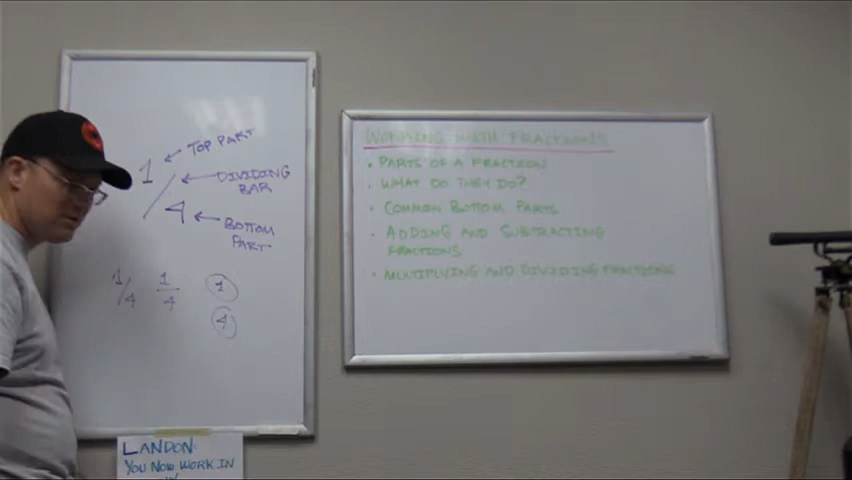 1
TOP PART
DIVIDING
BAR
4
BOTTOM
PART
1/4
1
4
1
4
LANDON:
YOU NOW WORK IN
WORKING WITH FRACTIONS
• PARTS OF A FRACTION
• WHAT DO THEY DO?
• COMMON BOTTOM PARTS
• ADDING AND SUBTRACTING
FRACTIONS
• MULTIPLYING AND DIVIDING FRACTIONS